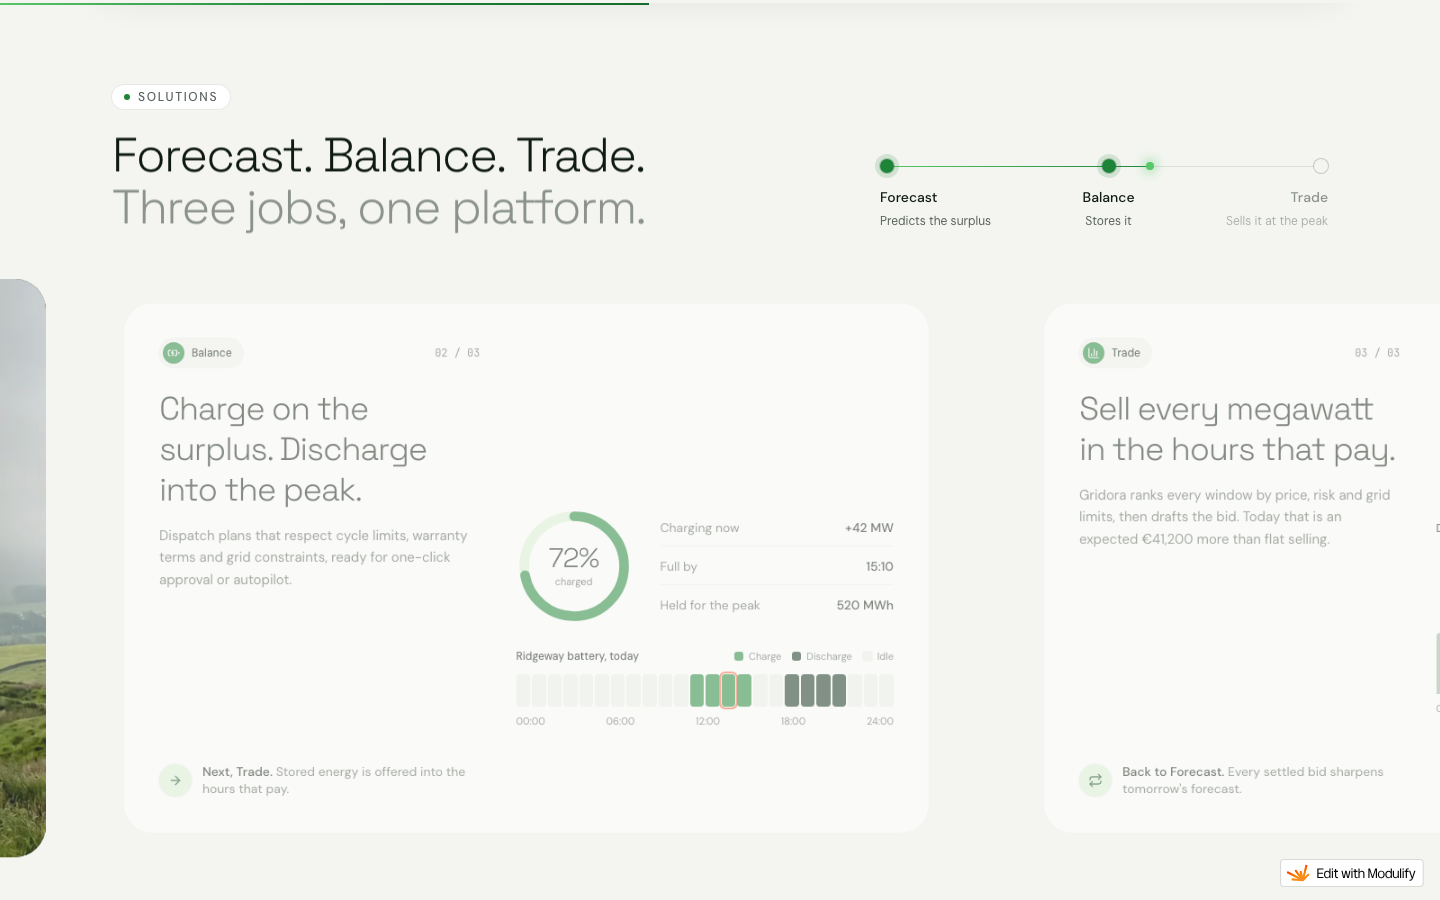 SOLUTIONS
Forecast. Balance. Trade.
Three jobs, one platform.
Forecast
Predicts the surplus
Balance
Stores it
Trade
Sells it at the peak
Balance
02 / 03
Charge on the
surplus. Discharge
into the peak.
Dispatch plans that respect cycle limits, warranty
terms and grid constraints, ready for one-click
approval or autopilot.
72%
charged
Charging now +42 MW
Full by 15:10
Held for the peak 520 MWh
Ridgeway battery, today
Charge Discharge Idle
00:00 06:00 12:00 18:00 24:00
Next, Trade. Stored energy is offered into the
hours that pay.
Trade
03 / 03
Sell every megawatt
in the hours that pay.
Gridora ranks every window by price, risk and grid
limits, then drafts the bid. Today that is an
expected €41,200 more than flat selling.
Back to Forecast. Every settled bid sharpens
tomorrow's forecast.
Edit with Modulify